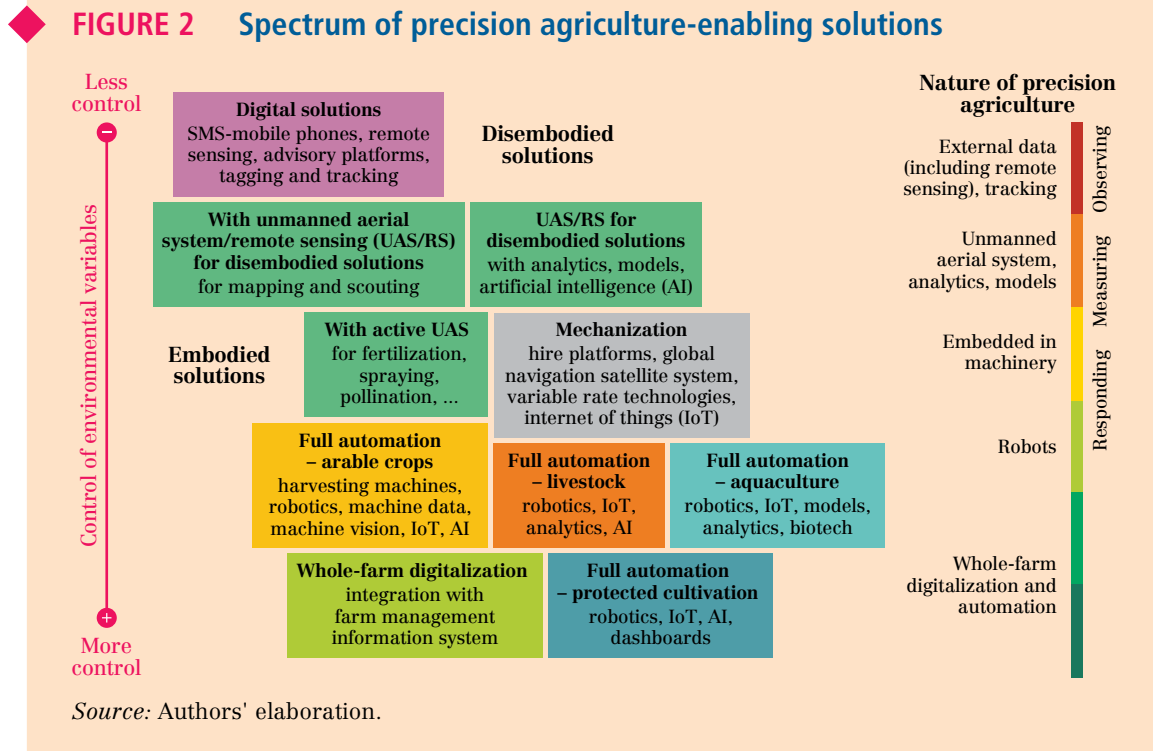 FIGURE 2 Spectrum of precision agriculture-enabling solutions
Less
control
−
Control of environmental variables
+
More
control
Digital solutions
SMS-mobile phones, remote
sensing, advisory platforms,
tagging and tracking
Disembodied
solutions
With unmanned aerial
system/remote sensing (UAS/RS)
for disembodied solutions
for mapping and scouting
UAS/RS for
disembodied solutions
with analytics, models,
artificial intelligence (AI)
Embodied
solutions
With active UAS
for fertilization,
spraying,
pollination, ...
Mechanization
hire platforms, global
navigation satellite system,
variable rate technologies,
internet of things (IoT)
Full automation
– arable crops
harvesting machines,
robotics, machine data,
machine vision, IoT, AI
Full automation
– livestock
robotics, IoT,
analytics, AI
Full automation
– aquaculture
robotics, IoT, models,
analytics, biotech
Whole-farm digitalization
integration with
farm management
information system
Full automation
– protected cultivation
robotics, IoT, AI,
dashboards
Nature of precision
agriculture
External data
(including remote
sensing), tracking
Unmanned
aerial system,
analytics, models
Embedded in
machinery
Robots
Whole-farm
digitalization and
automation
Observing
Measuring
Responding
Source: Authors' elaboration.